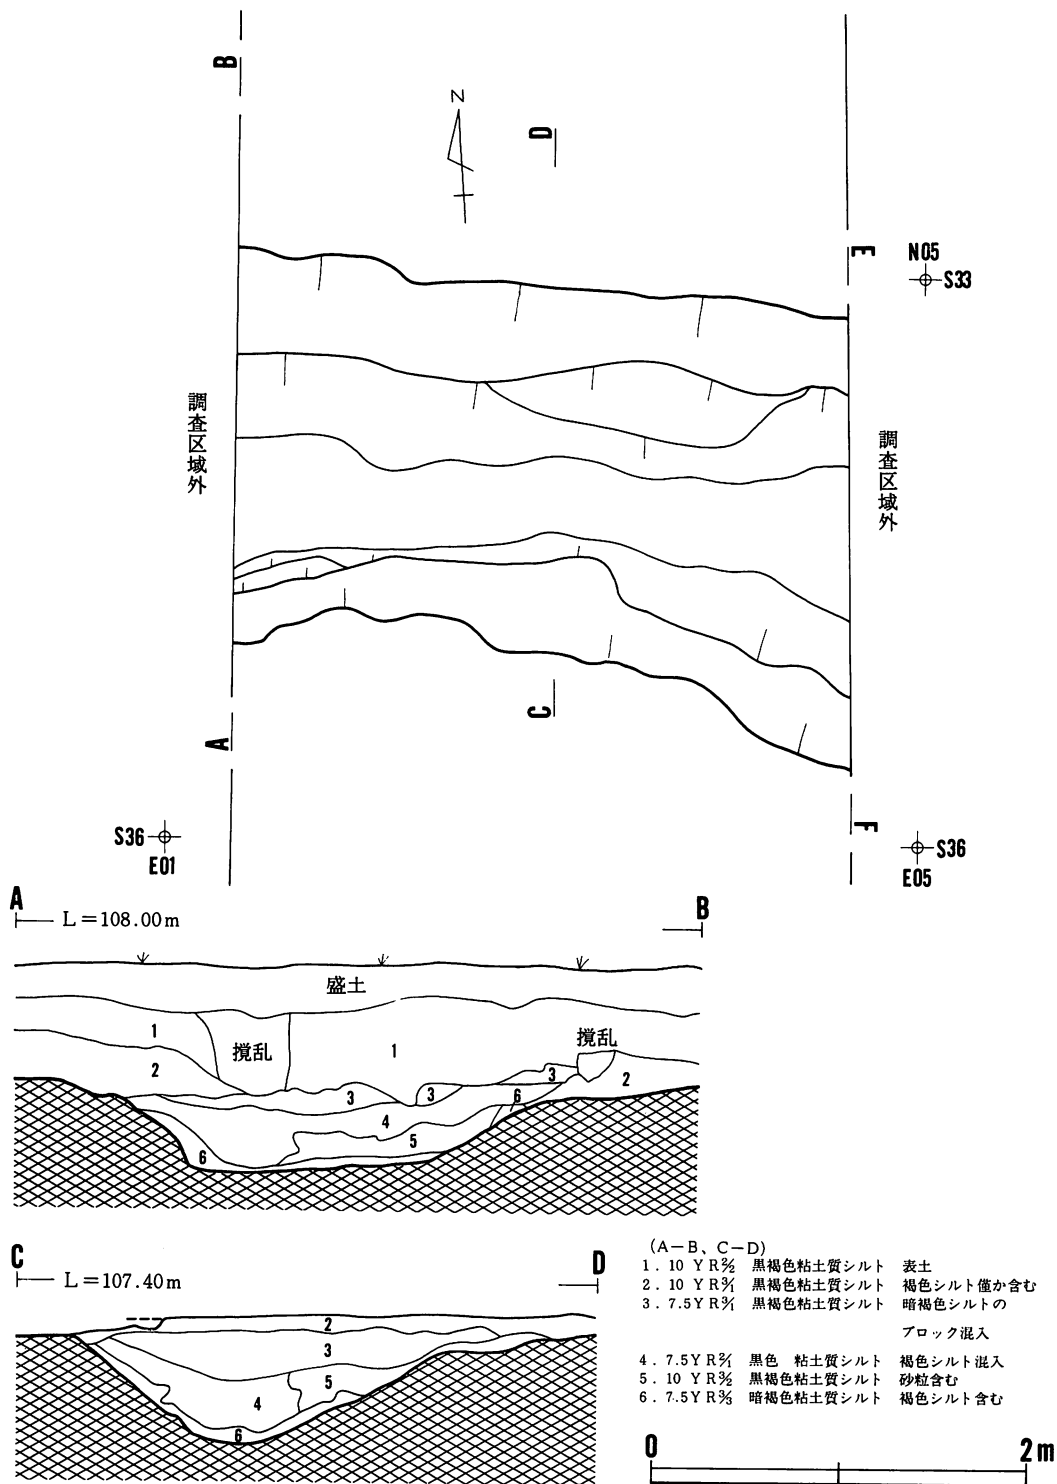 B
N
D
E
N05
S33
調査区域外
調査区域外
C
A
F
S36
E01
S36
E05
A
L=108.00m
B
盛土
1
撹乱
1
撹乱
2
3
3
3
2
6
4
5
6
C
L=107.40m
D
2
3
5
4
6
(A-B、C-D)
1. 10 YR2/2 黒褐色粘土質シルト 表土
2. 10 YR3/1 黒褐色粘土質シルト 褐色シルト僅か含む
3. 7.5YR3/1 黒褐色粘土質シルト 暗褐色シルトの
ブロック混入
4. 7.5YR2/1 黒色 粘土質シルト 褐色シルト混入
5. 10 YR3/2 黒褐色粘土質シルト 砂粒含む
6. 7.5YR3/3 暗褐色粘土質シルト 褐色シルト含む
0 2m